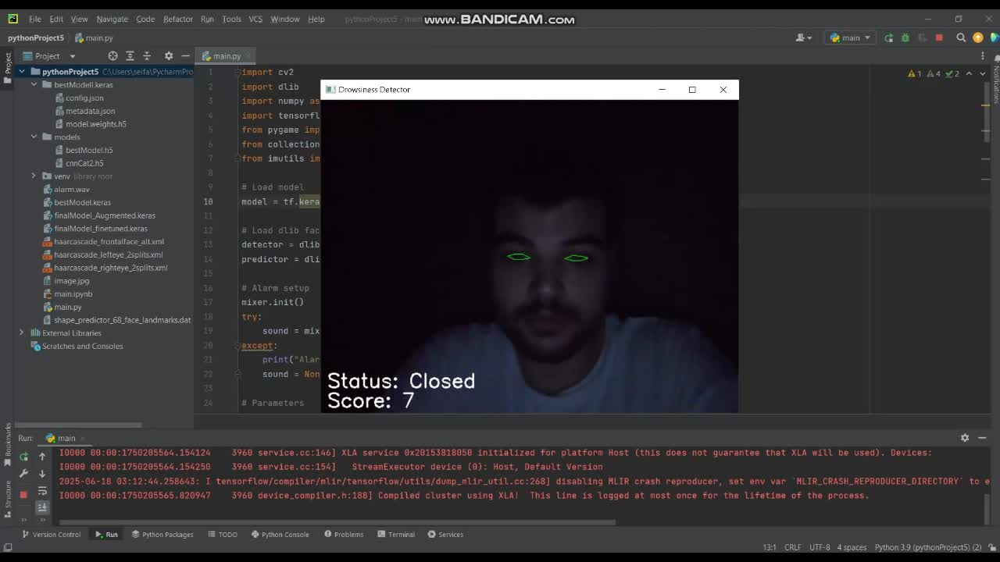 File Edit View Navigate Code Refactor Run Tools VCS Window Help pythonProject5 - main
www.BANDICAM.com
pythonProject5 main.py
main
Project
main.py
pythonProject5 C:\Users\seifa\PycharmPro
bestModell.keras
config.json
metadata.json
model.weights.h5
models
bestModel.h5
cnnCat2.h5
venv library root
alarm.wav
bestModel.keras
finalModel_Augmented.keras
finalModel_finetuned.keras
haarcascade_frontalface_alt.xml
haarcascade_lefteye_2splits.xml
haarcascade_righteye_2splits.xml
image.jpg
main.ipynb
main.py
shape_predictor_68_face_landmarks.dat
External Libraries
Scratches and Consoles
Project
Notifications
Bookmarks
Structure
1 import cv2
2 import dlib
3 import numpy as
4 import tensorfl
5 from pygame imp
6 from collection
7 from imutils im
8
9 # Load model
10 model = tf.kera
11
12 # Load dlib fac
13 detector = dlib
14 predictor = dli
15
16 # Alarm setup
17 mixer.init()
18 try:
19 sound = mix
20 except:
21 print("Alar
22 sound = Non
23
24 # Parameters
1 4 2
Drowsiness Detector
Status: Closed
Score: 7
Run: main
I0000 00:00:1750205564.154124 3960 service.cc:146] XLA service 0x20153818050 initialized for platform Host (this does not guarantee that XLA will be used). Devices:
I0000 00:00:1750205564.154250 3960 service.cc:154] StreamExecutor device (0): Host, Default Version
2025-06-18 03:12:44.258643: I tensorflow/compiler/mlir/tensorflow/utils/dump_mlir_util.cc:268] disabling MLIR crash reproducer, set env var `MLIR_CRASH_REPRODUCER_DIRECTORY` to e
I0000 00:00:1750205565.820947 3960 device_compiler.h:188] Compiled cluster using XLA! This line is logged at most once for the lifetime of the process.
Version Control Run Python Packages TODO Python Console Problems Terminal Services
13:1 CRLF UTF-8 4 spaces Python 3.9 (pythonProject5) (2)